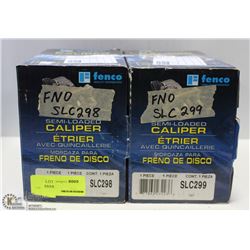 fenco
FNO
SLC298
SEMI-LOADED
CALIPER
ÉTRIER
AVEC QUINCAILLERIE
MORDAZA PARA
FRENO DE DISCO
1 PIECE 1 PIÈCE CONT. 1 PIEZA
SLC298
LOT
fenco
FNO
SLC299
SEMI-LOADED
CALIPER
ÉTRIER
AVEC QUINCAILLERIE
MORDAZA PARA
FRENO DE DISCO
1 PIECE 1 PIÈCE CONT. 1 PIEZA
SLC299